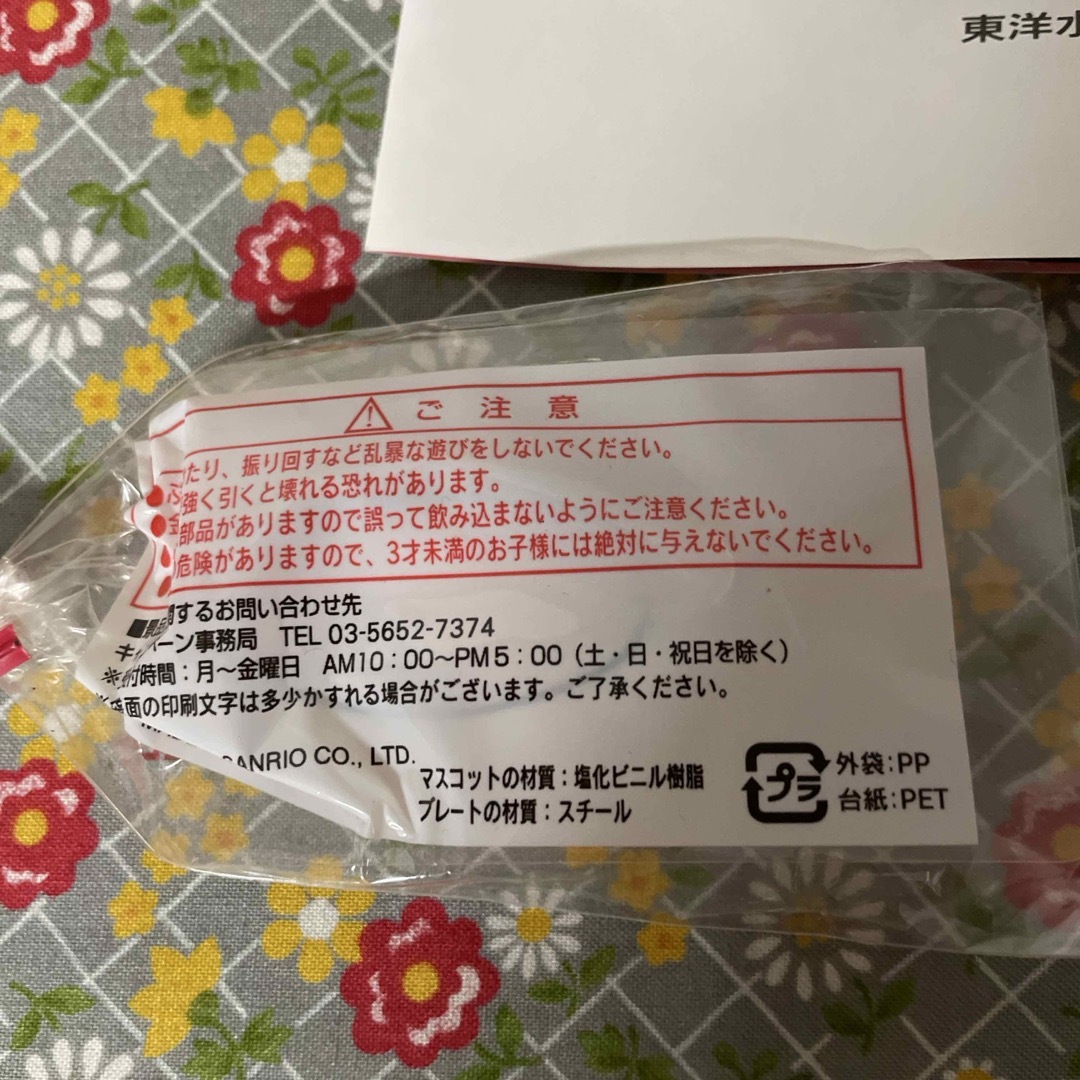 東洋水
ご注意
たり、振り回すなど乱暴な遊びをしないでください。
強く引くと壊れる恐れがあります。
部品がありますので誤って飲み込まないようにご注意ください。
危険がありますので、3才未満のお子様には絶対に与えないでください。
するお問い合わせ先
ーン事務局 TEL 03-5652-7374
付時間：月～金曜日 AM10：00～PM5：00（土・日・祝日を除く）
面の印刷文字は多少かすれる場合がございます。ご了承ください。
SANRIO CO., LTD.
マスコットの材質：塩化ビニル樹脂
プレートの材質：スチール
プラ
外袋：PP
台紙：PET